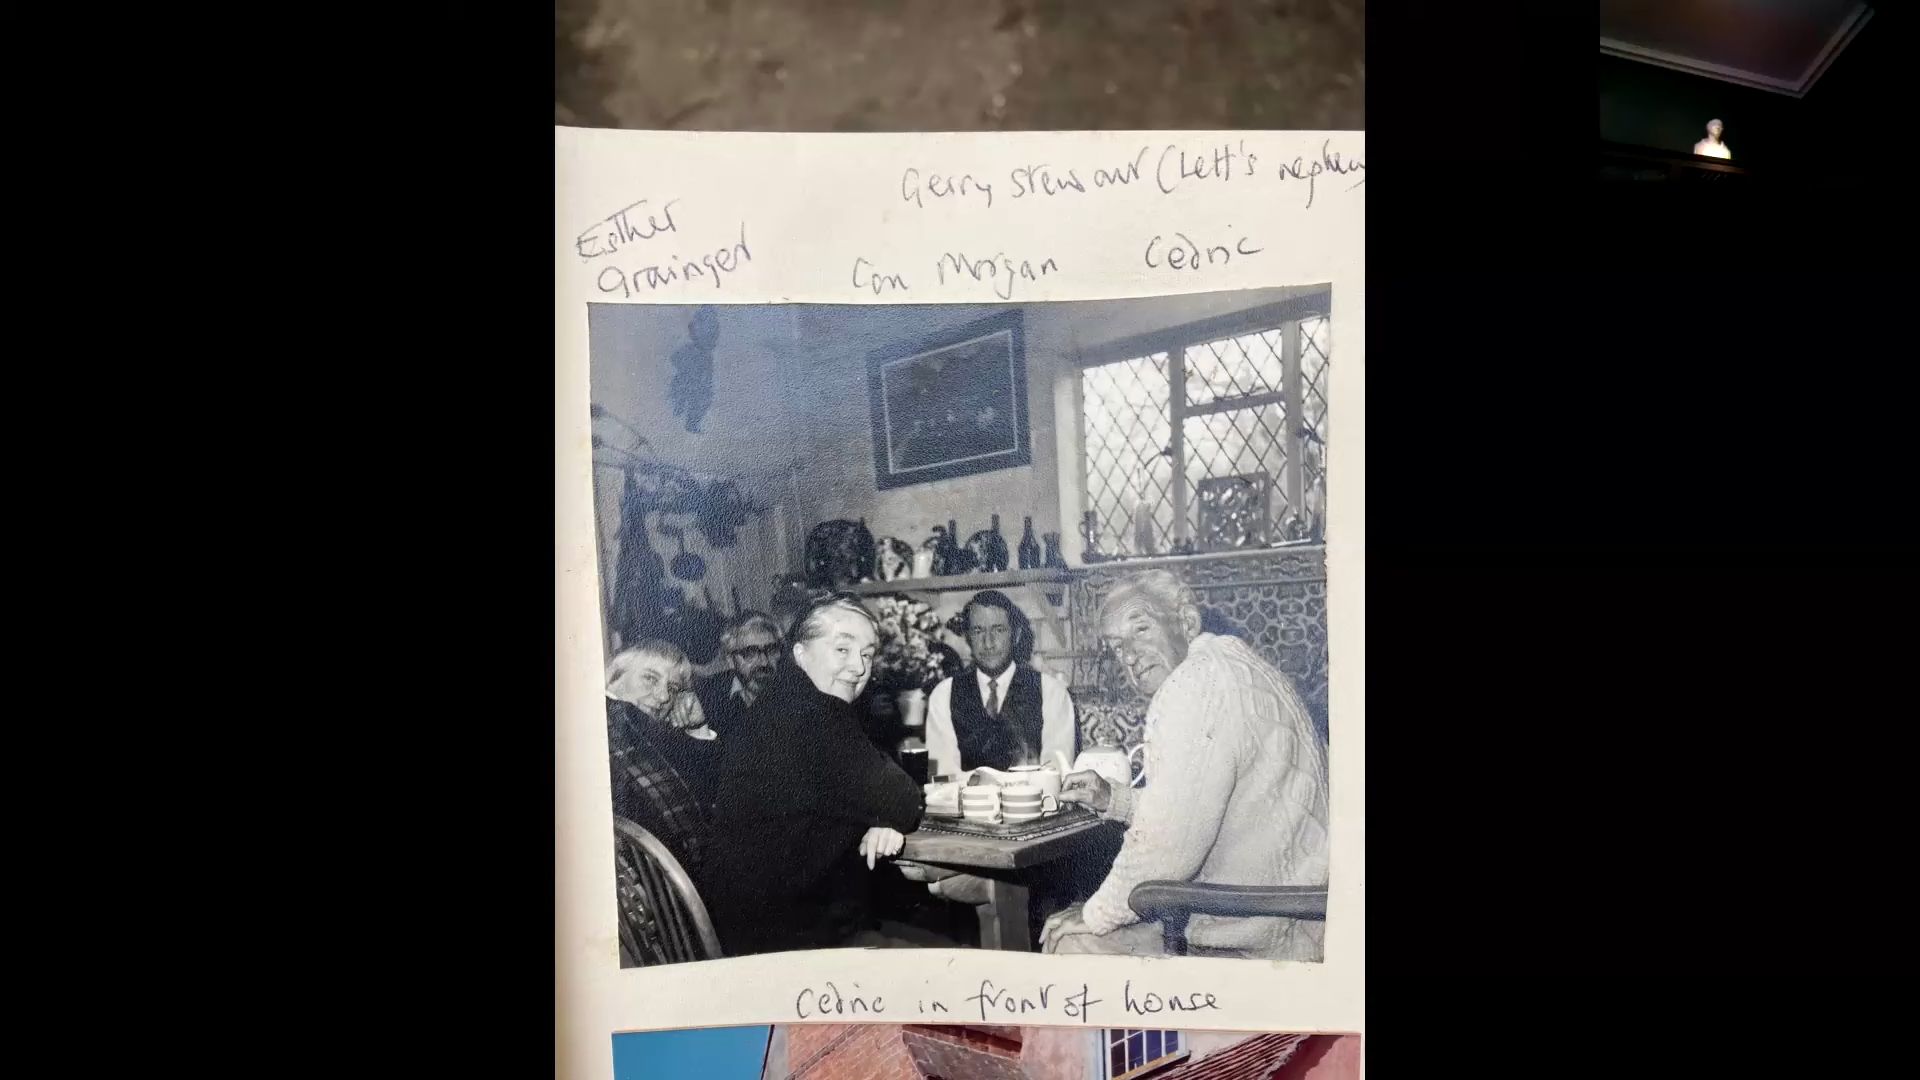 Gerry Stewart (Lett's nephew
Esther
Grainger
Con Morgan
Cedric
Cedric in front of house